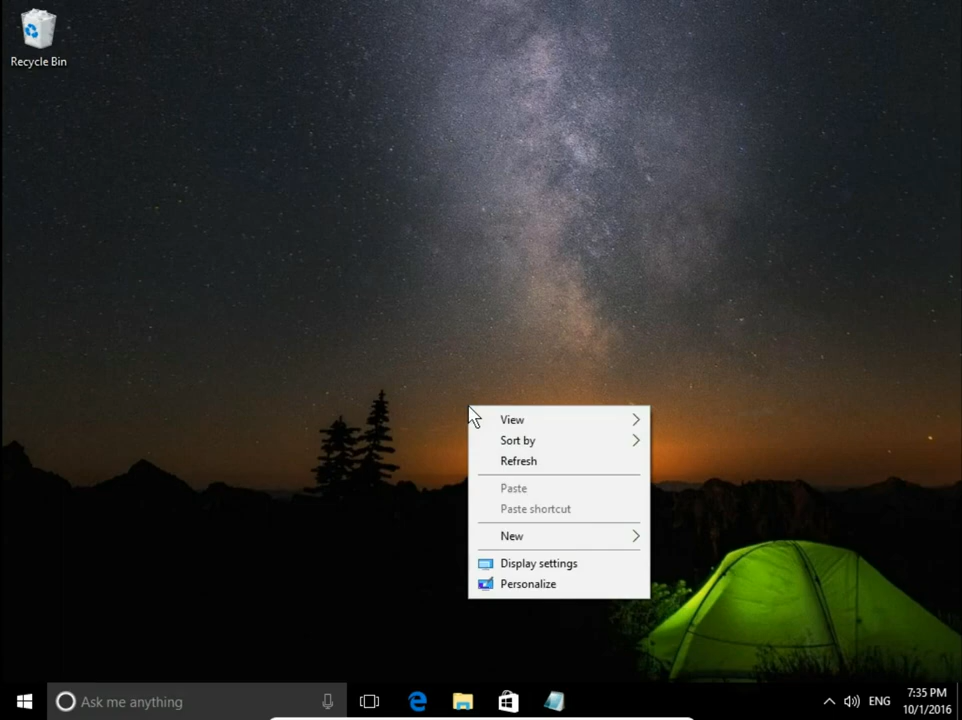 Recycle Bin
View
Sort by
Refresh
Paste
Paste shortcut
New
Display settings
Personalize
Ask me anything
ENG
7:35 PM
10/1/2016